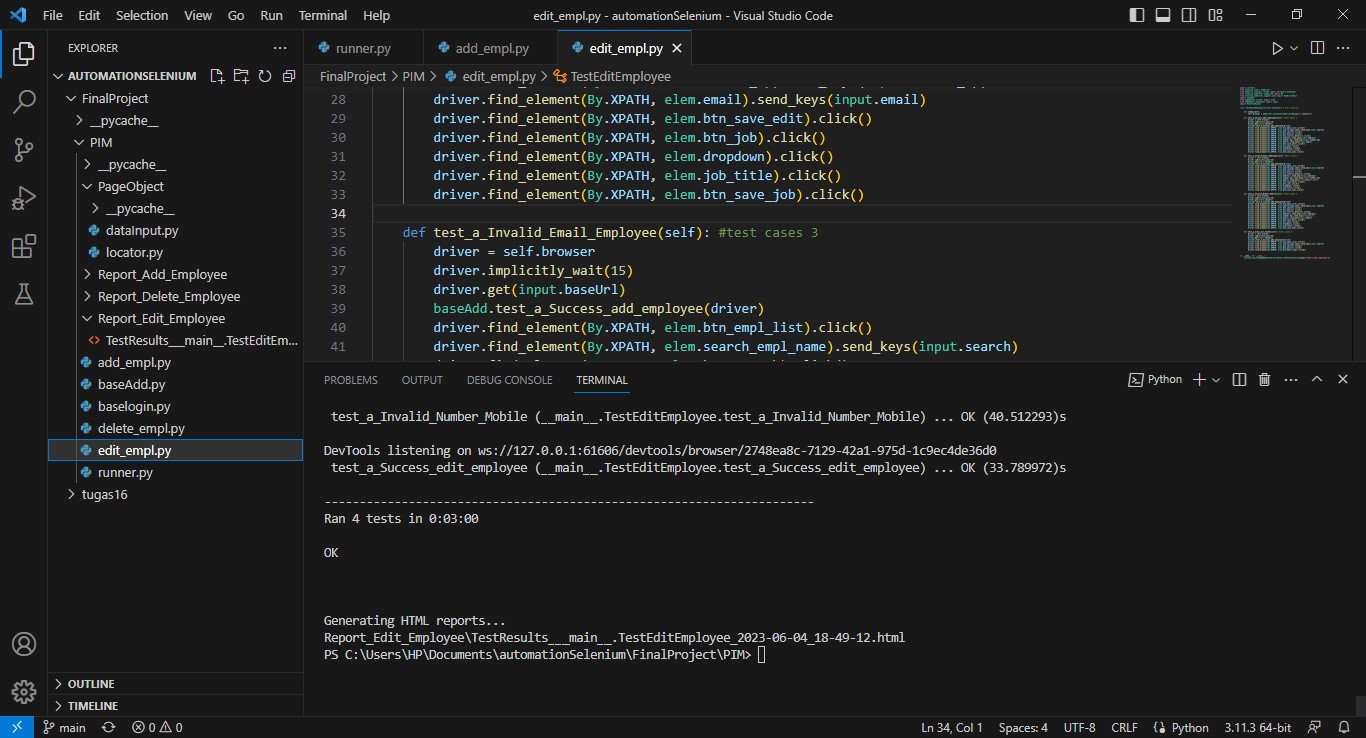 File Edit Selection View Go Run Terminal Help edit_empl.py - automationSelenium - Visual Studio Code
EXPLORER
AUTOMATIONSELENIUM
FinalProject
__pycache__
PIM
__pycache__
PageObject
__pycache__
dataInput.py
locator.py
Report_Add_Employee
Report_Delete_Employee
Report_Edit_Employee
TestResults___main__.TestEditEm...
add_empl.py
baseAdd.py
baselogin.py
delete_empl.py
edit_empl.py
runner.py
tugas16
OUTLINE
TIMELINE
runner.py add_empl.py edit_empl.py
FinalProject > PIM > edit_empl.py > TestEditEmployee
28 driver.find_element(By.XPATH, elem.email).send_keys(input.email)
29 driver.find_element(By.XPATH, elem.btn_save_edit).click()
30 driver.find_element(By.XPATH, elem.btn_job).click()
31 driver.find_element(By.XPATH, elem.dropdown).click()
32 driver.find_element(By.XPATH, elem.job_title).click()
33 driver.find_element(By.XPATH, elem.btn_save_job).click()
34
35 def test_a_Invalid_Email_Employee(self): #test cases 3
36 driver = self.browser
37 driver.implicitly_wait(15)
38 driver.get(input.baseUrl)
39 baseAdd.test_a_Success_add_employee(driver)
40 driver.find_element(By.XPATH, elem.btn_empl_list).click()
41 driver.find_element(By.XPATH, elem.search_empl_name).send_keys(input.search)
PROBLEMS OUTPUT DEBUG CONSOLE TERMINAL Python
test_a_Invalid_Number_Mobile (__main__.TestEditEmployee.test_a_Invalid_Number_Mobile) ... OK (40.512293)s
DevTools listening on ws://127.0.0.1:61606/devtools/browser/2748ea8c-7129-42a1-975d-1c9ec4de36d0
test_a_Success_edit_employee (__main__.TestEditEmployee.test_a_Success_edit_employee) ... OK (33.789972)s
----------------------------------------------------------------------
Ran 4 tests in 0:03:00
OK
Generating HTML reports...
Report_Edit_Employee\TestResults___main__.TestEditEmployee_2023-06-04_18-49-12.html
PS C:\Users\HP\Documents\automationSelenium\FinalProject\PIM>
main 0 0 Ln 34, Col 1 Spaces: 4 UTF-8 CRLF Python 3.11.3 64-bit